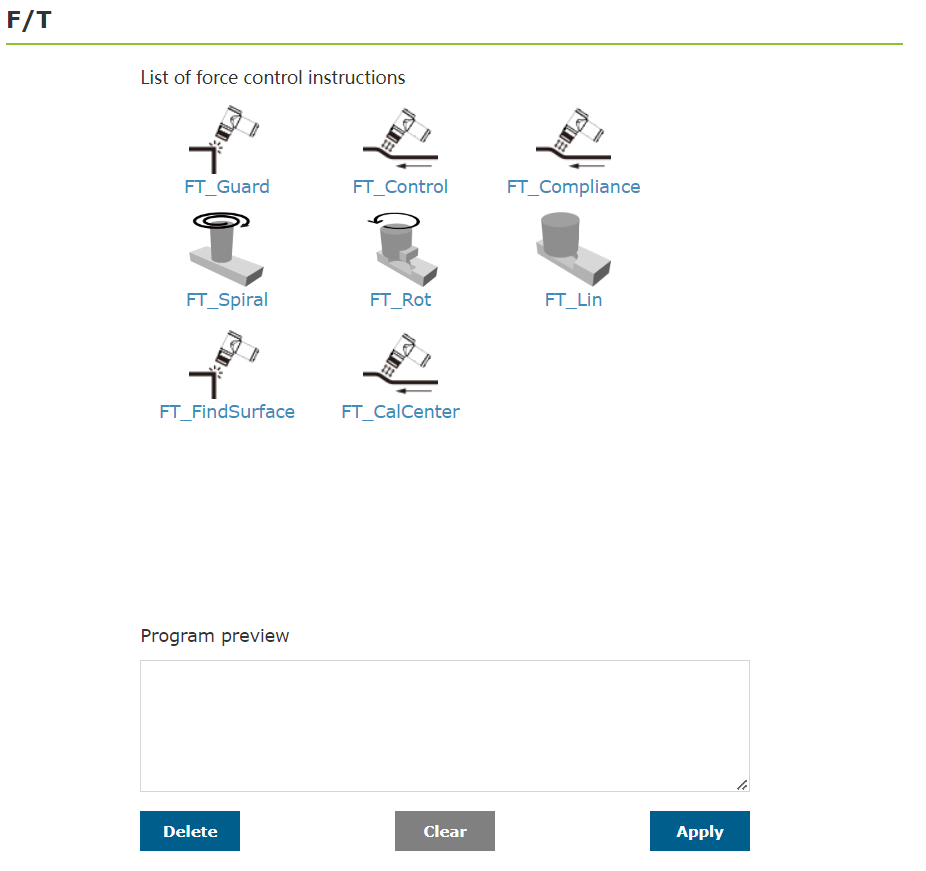 F/T
List of force control instructions
FT_Guard FT_Control FT_Compliance
FT_Spiral FT_Rot FT_Lin
FT_FindSurface FT_CalCenter
Program preview
Delete Clear Apply